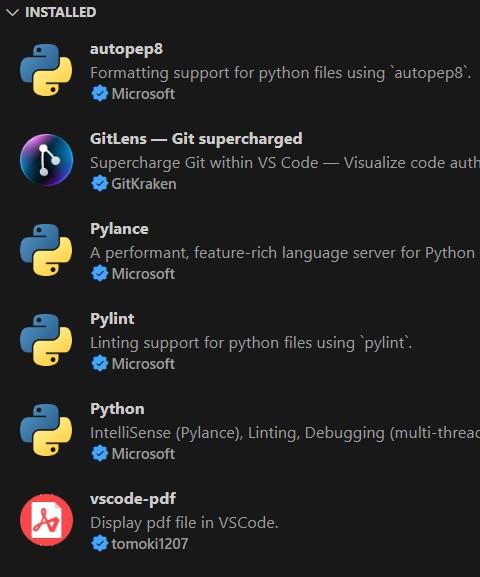 INSTALLED
autopep8
Formatting support for python files using `autopep8`.
Microsoft
GitLens — Git supercharged
Supercharge Git within VS Code — Visualize code auth
GitKraken
Pylance
A performant, feature-rich language server for Python
Microsoft
Pylint
Linting support for python files using `pylint`.
Microsoft
Python
IntelliSense (Pylance), Linting, Debugging (multi-thread
Microsoft
vscode-pdf
Display pdf file in VSCode.
tomoki1207